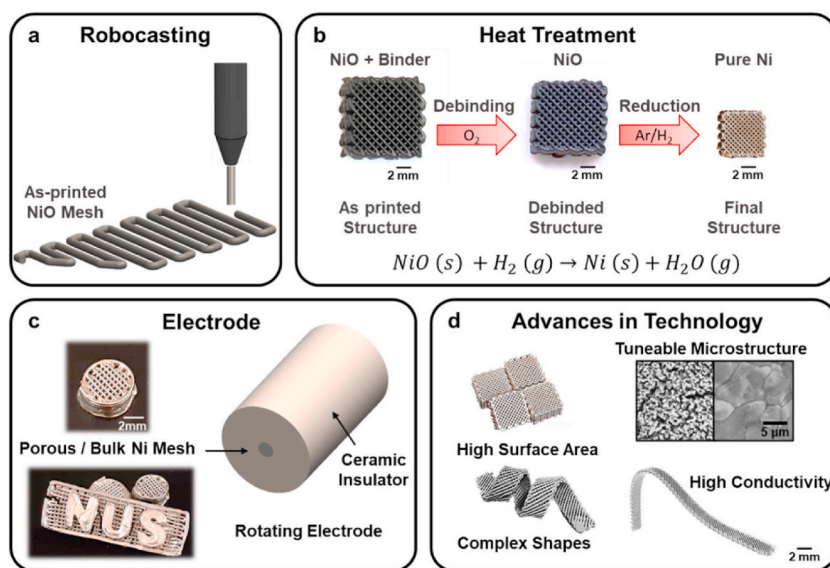 a
Robocasting
As-printed
NiO Mesh
b
Heat Treatment
NiO + Binder
NiO
Pure Ni
Debinding
O₂
Reduction
Ar/H₂
2 mm
2 mm
2 mm
As printed
Structure
Debinded
Structure
Final
Structure
NiO (s) + H₂ (g) → Ni(s) + H₂O (g)
c
Electrode
2mm
Porous / Bulk Ni Mesh
Ceramic
Insulator
NUS
Rotating Electrode
d
Advances in Technology
Tuneable Microstructure
5 µm
High Surface Area
High Conductivity
Complex Shapes
2 mm